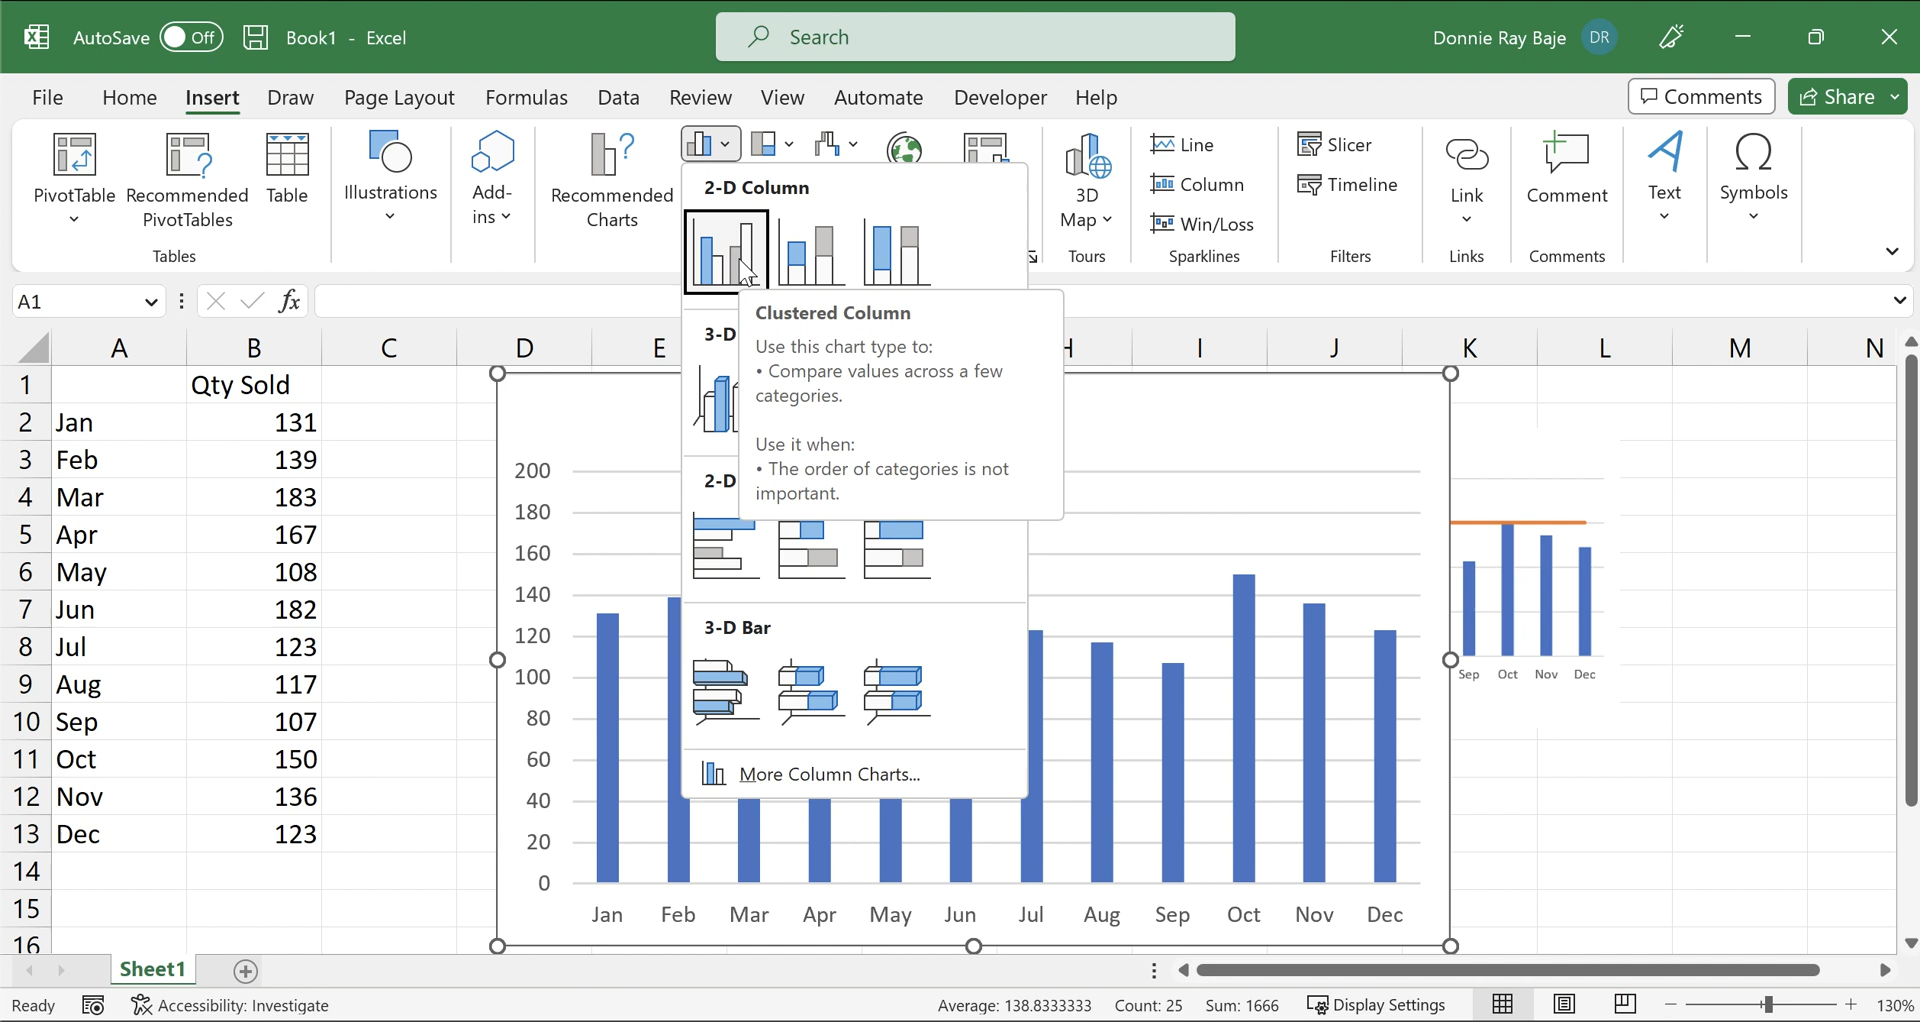 AutoSave Off Book1 - Excel Search Donnie Ray Baje DR
File Home Insert Draw Page Layout Formulas Data Review View Automate Developer Help Comments Share
PivotTable
Recommended
PivotTables
Table
Tables
Illustrations
Add-
ins
Recommended
Charts
3D
Map
Tours
Line
Column
Win/Loss
Sparklines
Slicer
Timeline
Filters
Link
Links
Comment
Comments
Text
Symbols
2-D Column
Clustered Column
Use this chart type to:
• Compare values across a few
categories.
Use it when:
• The order of categories is not
important.
3-D
2-D
3-D Bar
More Column Charts...
A1 fx
A B C D E H I J K L M N
1 Qty Sold
2 Jan 131
3 Feb 139
4 Mar 183
5 Apr 167
6 May 108
7 Jun 182
8 Jul 123
9 Aug 117
10 Sep 107
11 Oct 150
12 Nov 136
13 Dec 123
14
15
16
200
180
160
140
120
100
80
60
40
20
0
Jan Feb Mar Apr May Jun Jul Aug Sep Oct Nov Dec
Sep Oct Nov Dec
Sheet1
Ready Accessibility: Investigate Average: 138.8333333 Count: 25 Sum: 1666 Display Settings 130%